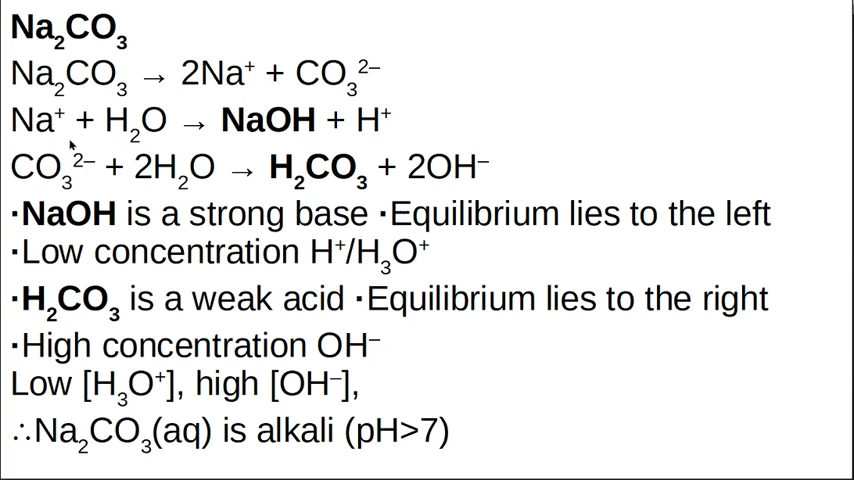 Na₂CO₃
Na₂CO₃ → 2Na⁺ + CO₃²⁻
Na⁺ + H₂O → NaOH + H⁺
CO₃²⁻ + 2H₂O → H₂CO₃ + 2OH⁻
·NaOH is a strong base ·Equilibrium lies to the left
·Low concentration H⁺/H₃O⁺
·H₂CO₃ is a weak acid ·Equilibrium lies to the right
·High concentration OH⁻
Low [H₃O⁺], high [OH⁻],
∴Na₂CO₃(aq) is alkali (pH>7)